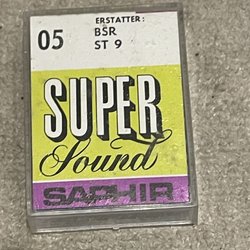 ERSTATTER:
05 BSR
ST 9
SUPER
Sound
SAPHIR